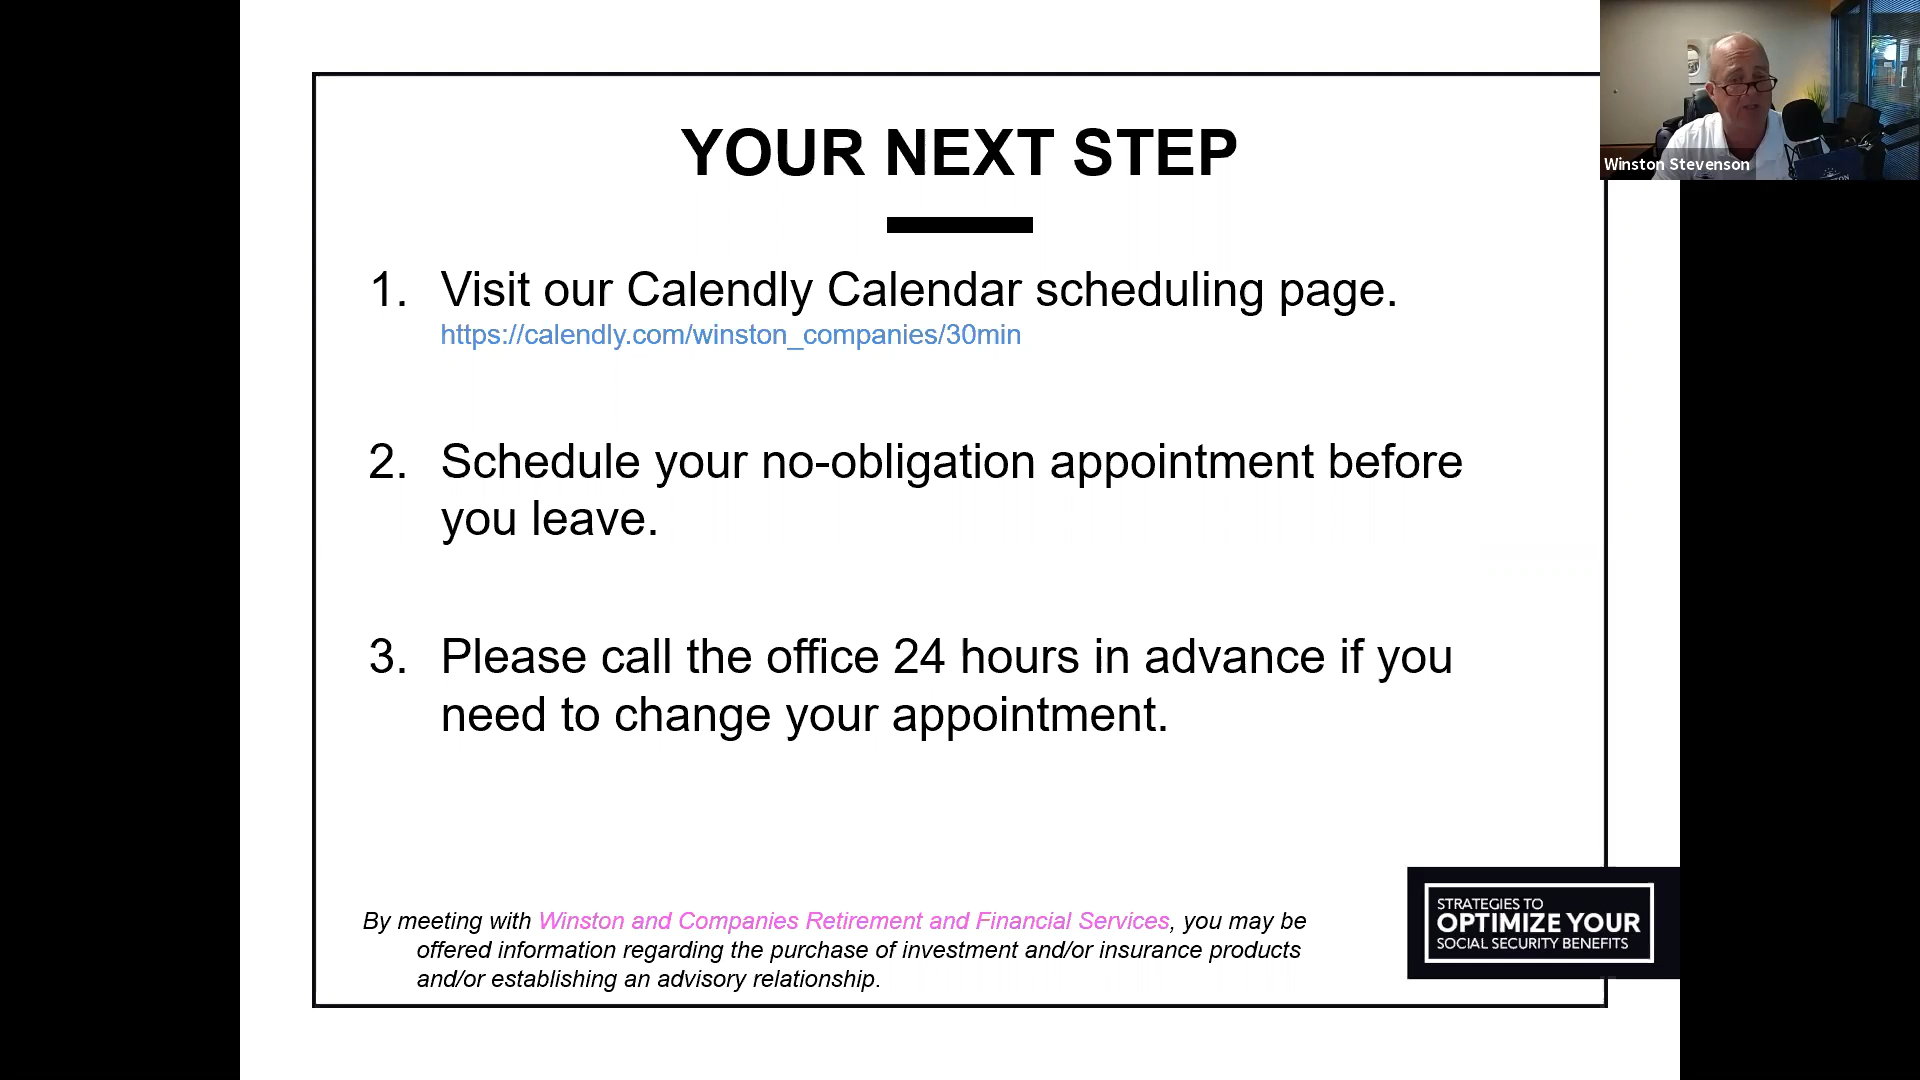 YOUR NEXT STEP
1. Visit our Calendly Calendar scheduling page.
https://calendly.com/winston_companies/30min
2. Schedule your no-obligation appointment before
you leave.
3. Please call the office 24 hours in advance if you
need to change your appointment.
By meeting with Winston and Companies Retirement and Financial Services, you may be
offered information regarding the purchase of investment and/or insurance products
and/or establishing an advisory relationship.
STRATEGIES TO
OPTIMIZE YOUR
SOCIAL SECURITY BENEFITS
Winston Stevenson